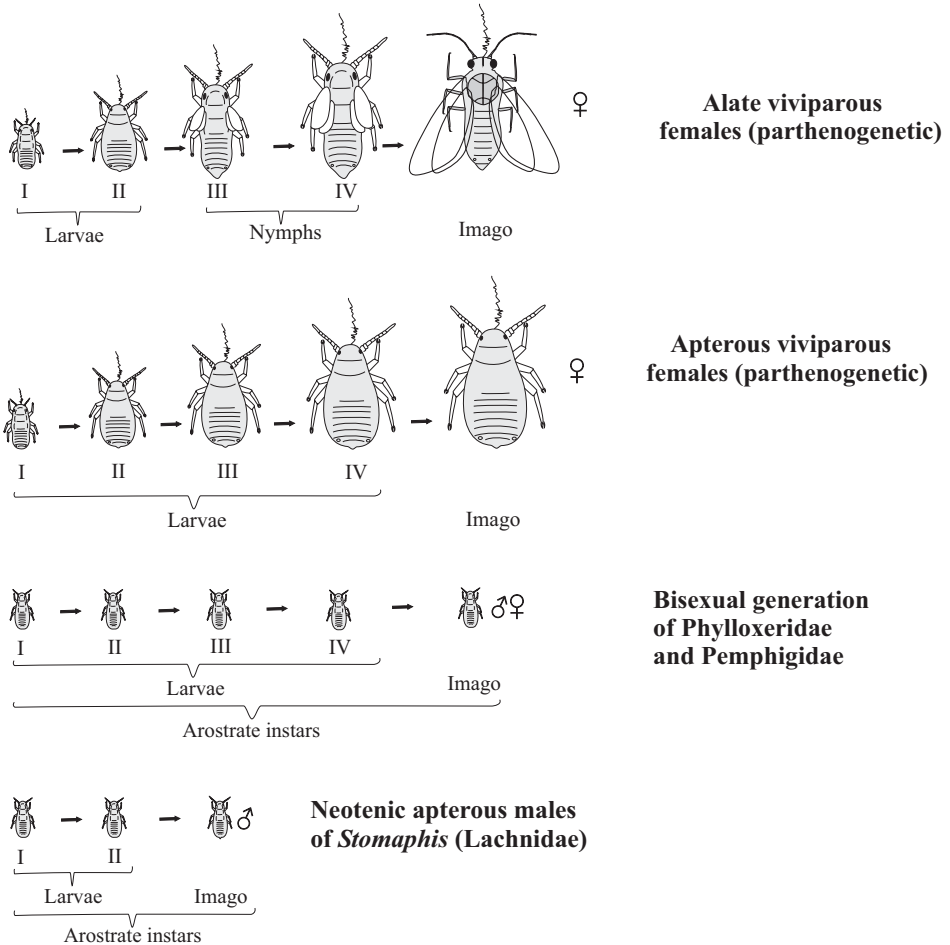 Alate viviparous
females (parthenogenetic)
♀
I II III IV
Larvae Nymphs Imago
Apterous viviparous
females (parthenogenetic)
♀
I II III IV
Larvae Imago
Bisexual generation
of Phylloxeridae
and Pemphigidae
♂♀
I II III IV
Larvae Imago
Arostrate instars
Neotenic apterous males
of Stomaphis (Lachnidae)
♂
I II
Larvae Imago
Arostrate instars